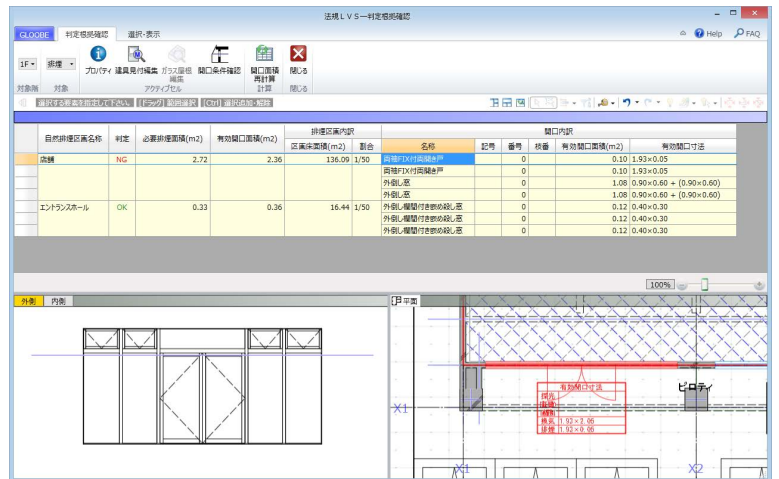 法規LVS－判定根拠確認
GLOOBE 判定根拠確認 選択・表示 Help FAQ
1F 排煙 プロパティ 建具見付編集 ガラス屋根編集 開口条件確認 開口面積再計算 閉じる
対象階 対象 アクティブセル 計算 閉じる
選択する要素を指定して下さい。 [ドラッグ] 範囲選択 [Ctrl] 選択追加・解除
自然排煙区画名称 判定 必要排煙面積(m2) 有効開口面積(m2) 排煙区画内訳 開口内訳
区画床面積(m2) 割合 名称 記号 番号 枝番 有効開口面積(m2) 有効開口寸法
店舗 NG 2.72 2.36 136.09 1/50 両袖FIX付両開き戸 0 0.10 1.93×0.05
両袖FIX付両開き戸 0 0.10 1.93×0.05
外倒し窓 0 1.08 0.90×0.60 + (0.90×0.60)
外倒し窓 0 1.08 0.90×0.60 + (0.90×0.60)
エントランスホール OK 0.33 0.36 16.44 1/50 外倒し欄間付き嵌め殺し窓 0 0.12 0.40×0.30
外倒し欄間付き嵌め殺し窓 0 0.12 0.40×0.30
外倒し欄間付き嵌め殺し窓 0 0.12 0.40×0.30
100%
外側 内側
平面
有効開口寸法
採光
換気 1.92×2.05
排煙 1.92×0.05
ピロティ
X1
X1 X2